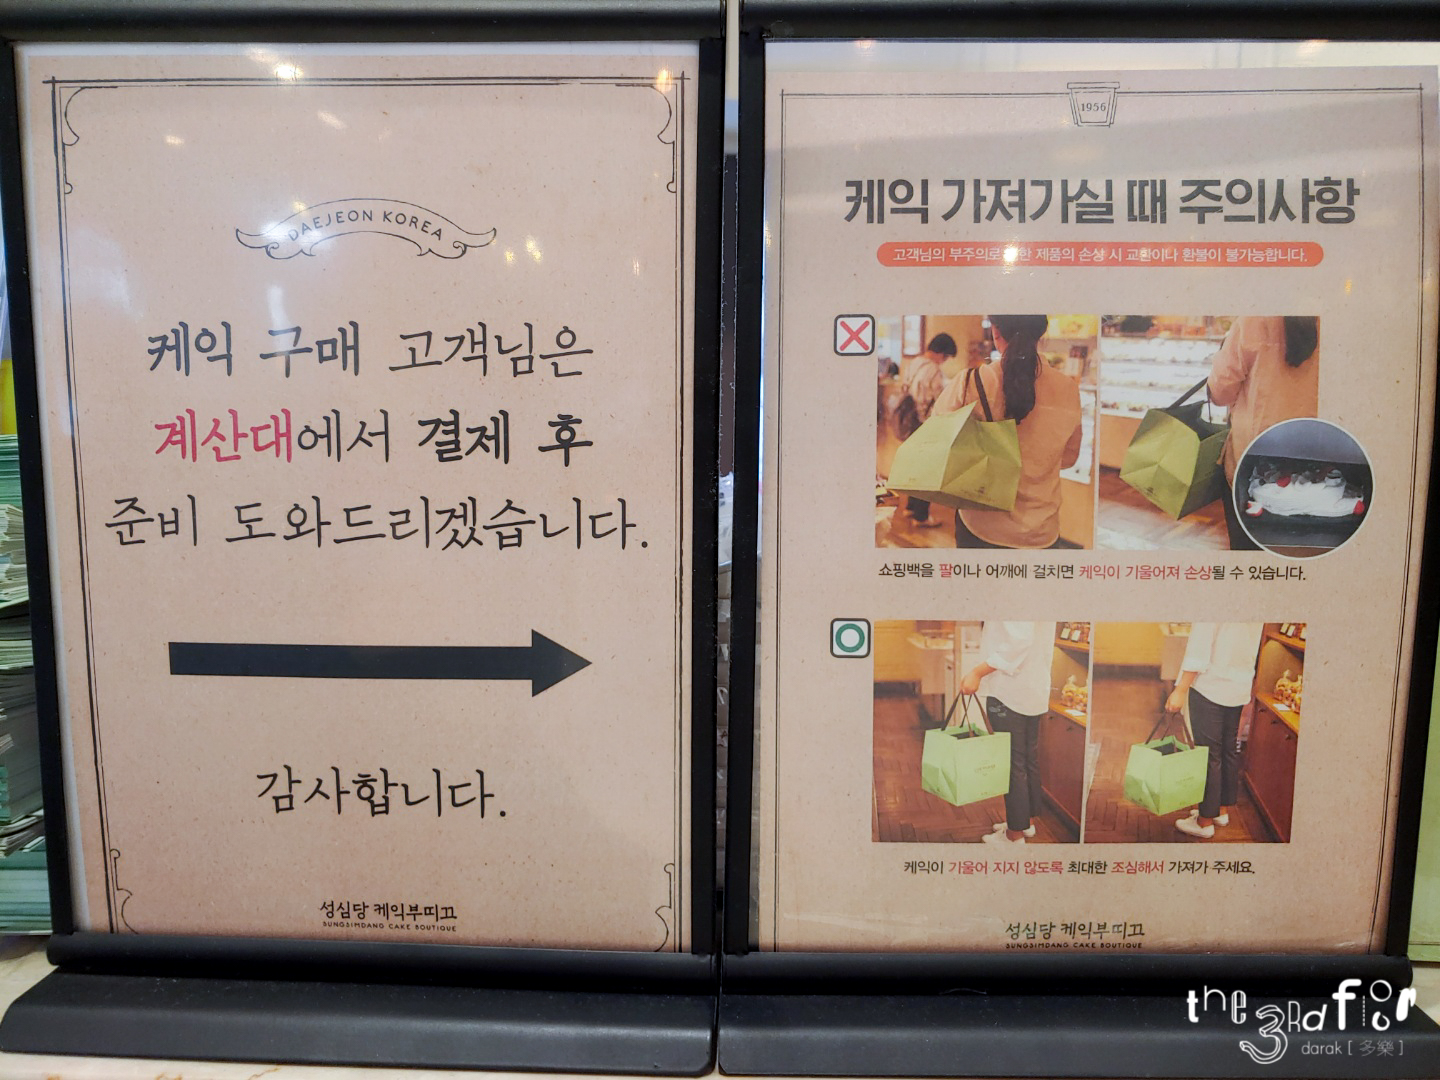 DAEJEON KOREA
케익 구매 고객님은
계산대에서 결제 후
준비 도와드리겠습니다.
감사합니다.
성심당 케익부띠끄
SUNGSIMDANG CAKE BOUTIQUE
1956
케익 가져가실 때 주의사항
고객님의 부주의로 한 제품의 손상 시 교환이나 환불이 불가능합니다.
쇼핑백을 팔이나 어깨에 걸치면 케익이 기울어져 손상될 수 있습니다.
케익이 기울어 지지 않도록 최대한 조심해서 가져가 주세요.
성심당 케익부띠끄
SUNGSIMDANG CAKE BOUTIQUE
the 3Rd floor
darak [ 多樂 ]